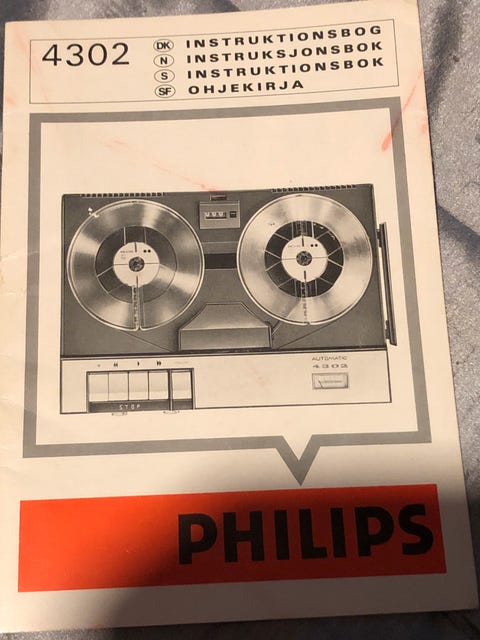 4302
DK INSTRUKTIONSBOG
N INSTRUKSJONSBOK
S INSTRUKTIONSBOK
SF OHJEKIRJA
AUTOMATIC
4302
STOP
PHILIPS